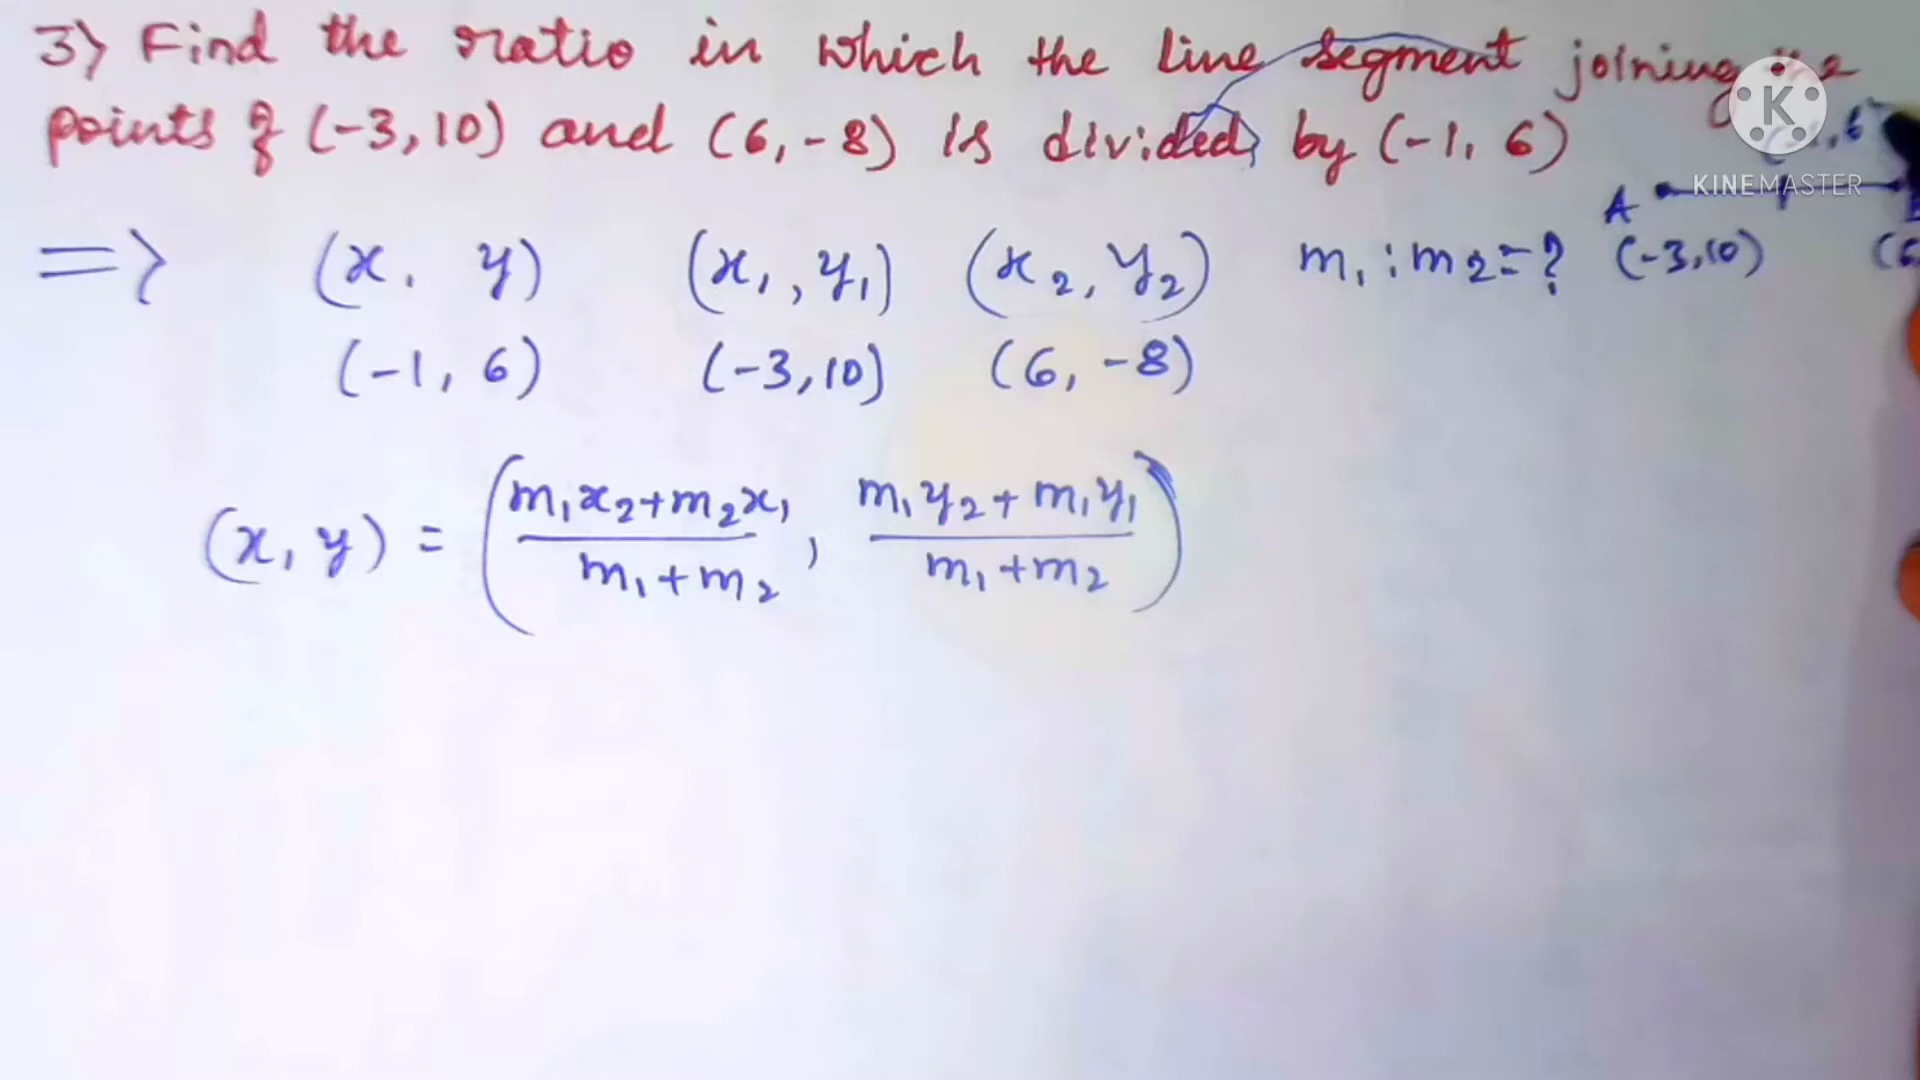 3) Find the ratio in which the line segment joining
points of (-3, 10) and (6, -8) is divided by (-1, 6)
K
KINEMASTER
A
=> (x, y) (x₁, y₁) (x₂, y₂) m₁ : m₂ = ? (-3, 10) (6
(-1, 6) (-3, 10) (6, -8)
(x, y) = ( m₁x₂ + m₂x₁ / m₁ + m₂ , m₁y₂ + m₁y₁ / m₁ + m₂ )